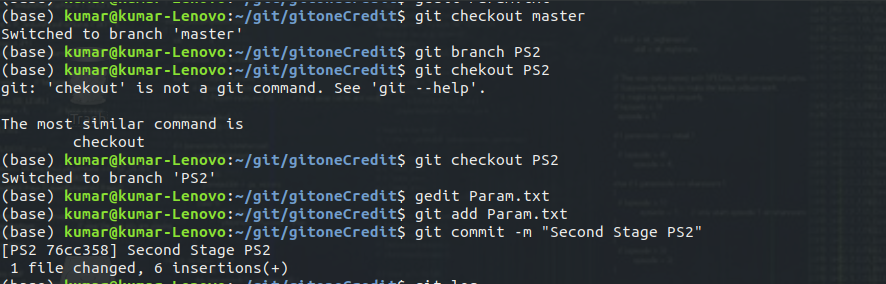 (base) kumar@kumar-Lenovo:~/git/gitoneCredit$ git checkout master
Switched to branch 'master'
(base) kumar@kumar-Lenovo:~/git/gitoneCredit$ git branch PS2
(base) kumar@kumar-Lenovo:~/git/gitoneCredit$ git chekout PS2
git: 'chekout' is not a git command. See 'git --help'.
The most similar command is
checkout
(base) kumar@kumar-Lenovo:~/git/gitoneCredit$ git checkout PS2
Switched to branch 'PS2'
(base) kumar@kumar-Lenovo:~/git/gitoneCredit$ gedit Param.txt
(base) kumar@kumar-Lenovo:~/git/gitoneCredit$ git add Param.txt
(base) kumar@kumar-Lenovo:~/git/gitoneCredit$ git commit -m "Second Stage PS2"
[PS2 76cc358] Second Stage PS2
1 file changed, 6 insertions(+)
(base) kumar@kumar-Lenovo:~/git/gitoneCredit$ git log